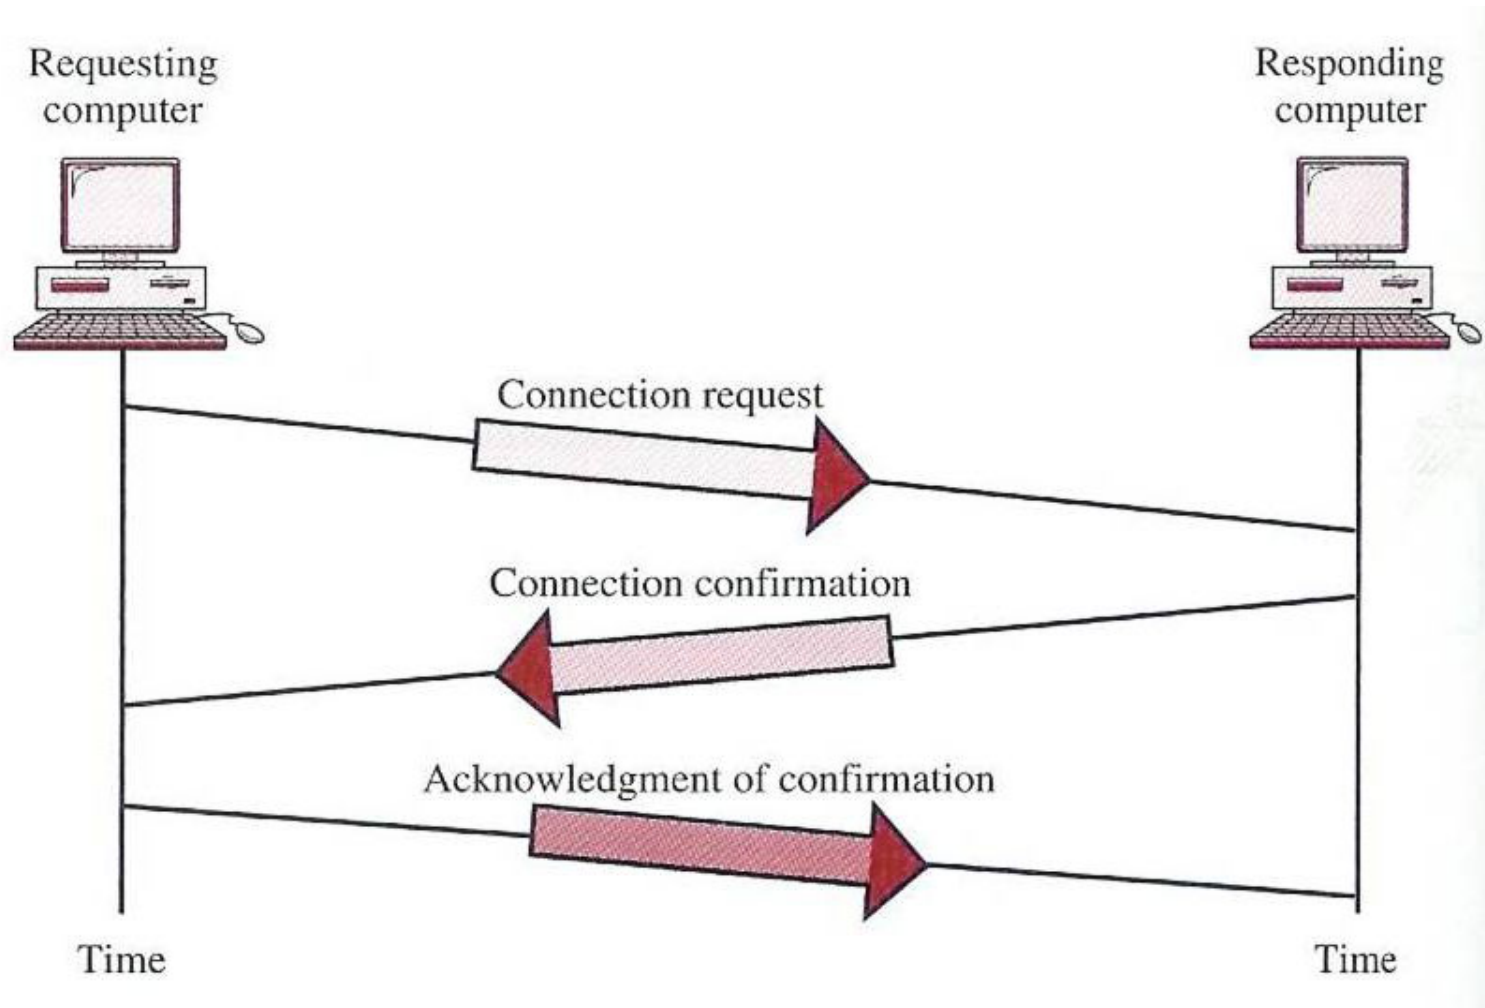 Requesting
computer
Responding
computer
Connection request
Connection confirmation
Acknowledgment of confirmation
Time
Time